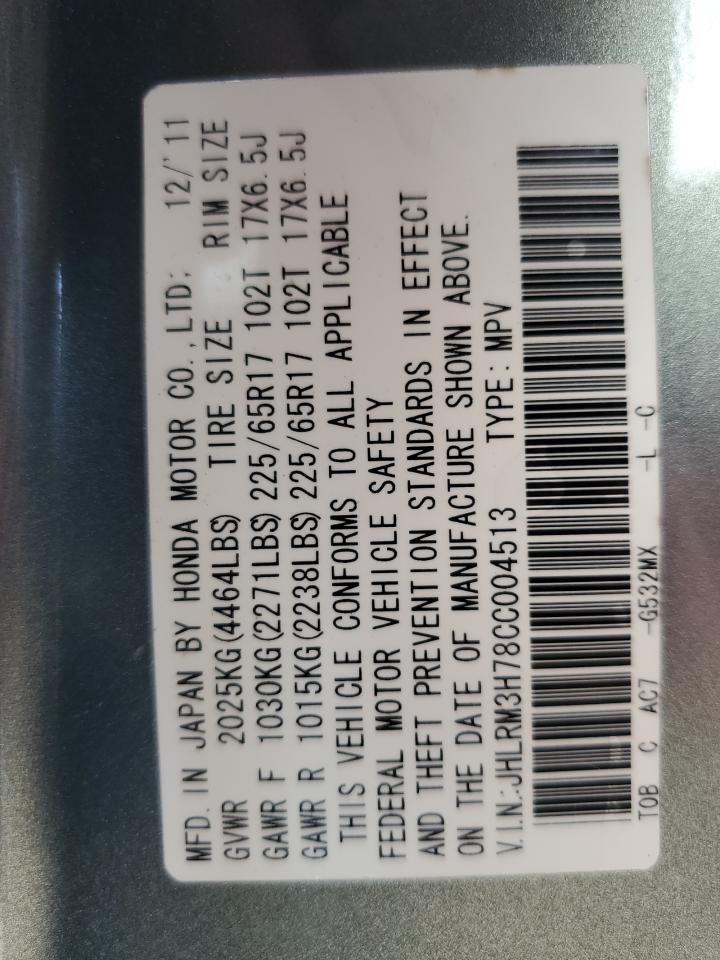 MFD. IN JAPAN BY HONDA MOTOR CO.,LTD; 12/'11
GVWR 2025KG(4464LBS) TIRE SIZE RIM SIZE
GAWR F 1030KG(2271LBS) 225/65R17 102T 17X6.5J
GAWR R 1015KG(2238LBS) 225/65R17 102T 17X6.5J
THIS VEHICLE CONFORMS TO ALL APPLICABLE
FEDERAL MOTOR VEHICLE SAFETY
AND THEFT PREVENTION STANDARDS IN EFFECT
ON THE DATE OF MANUFACTURE SHOWN ABOVE.
V.I.N.:JHLRM3H78CC004513 TYPE: MPV
TOB C AC7 -G532MX -L -C